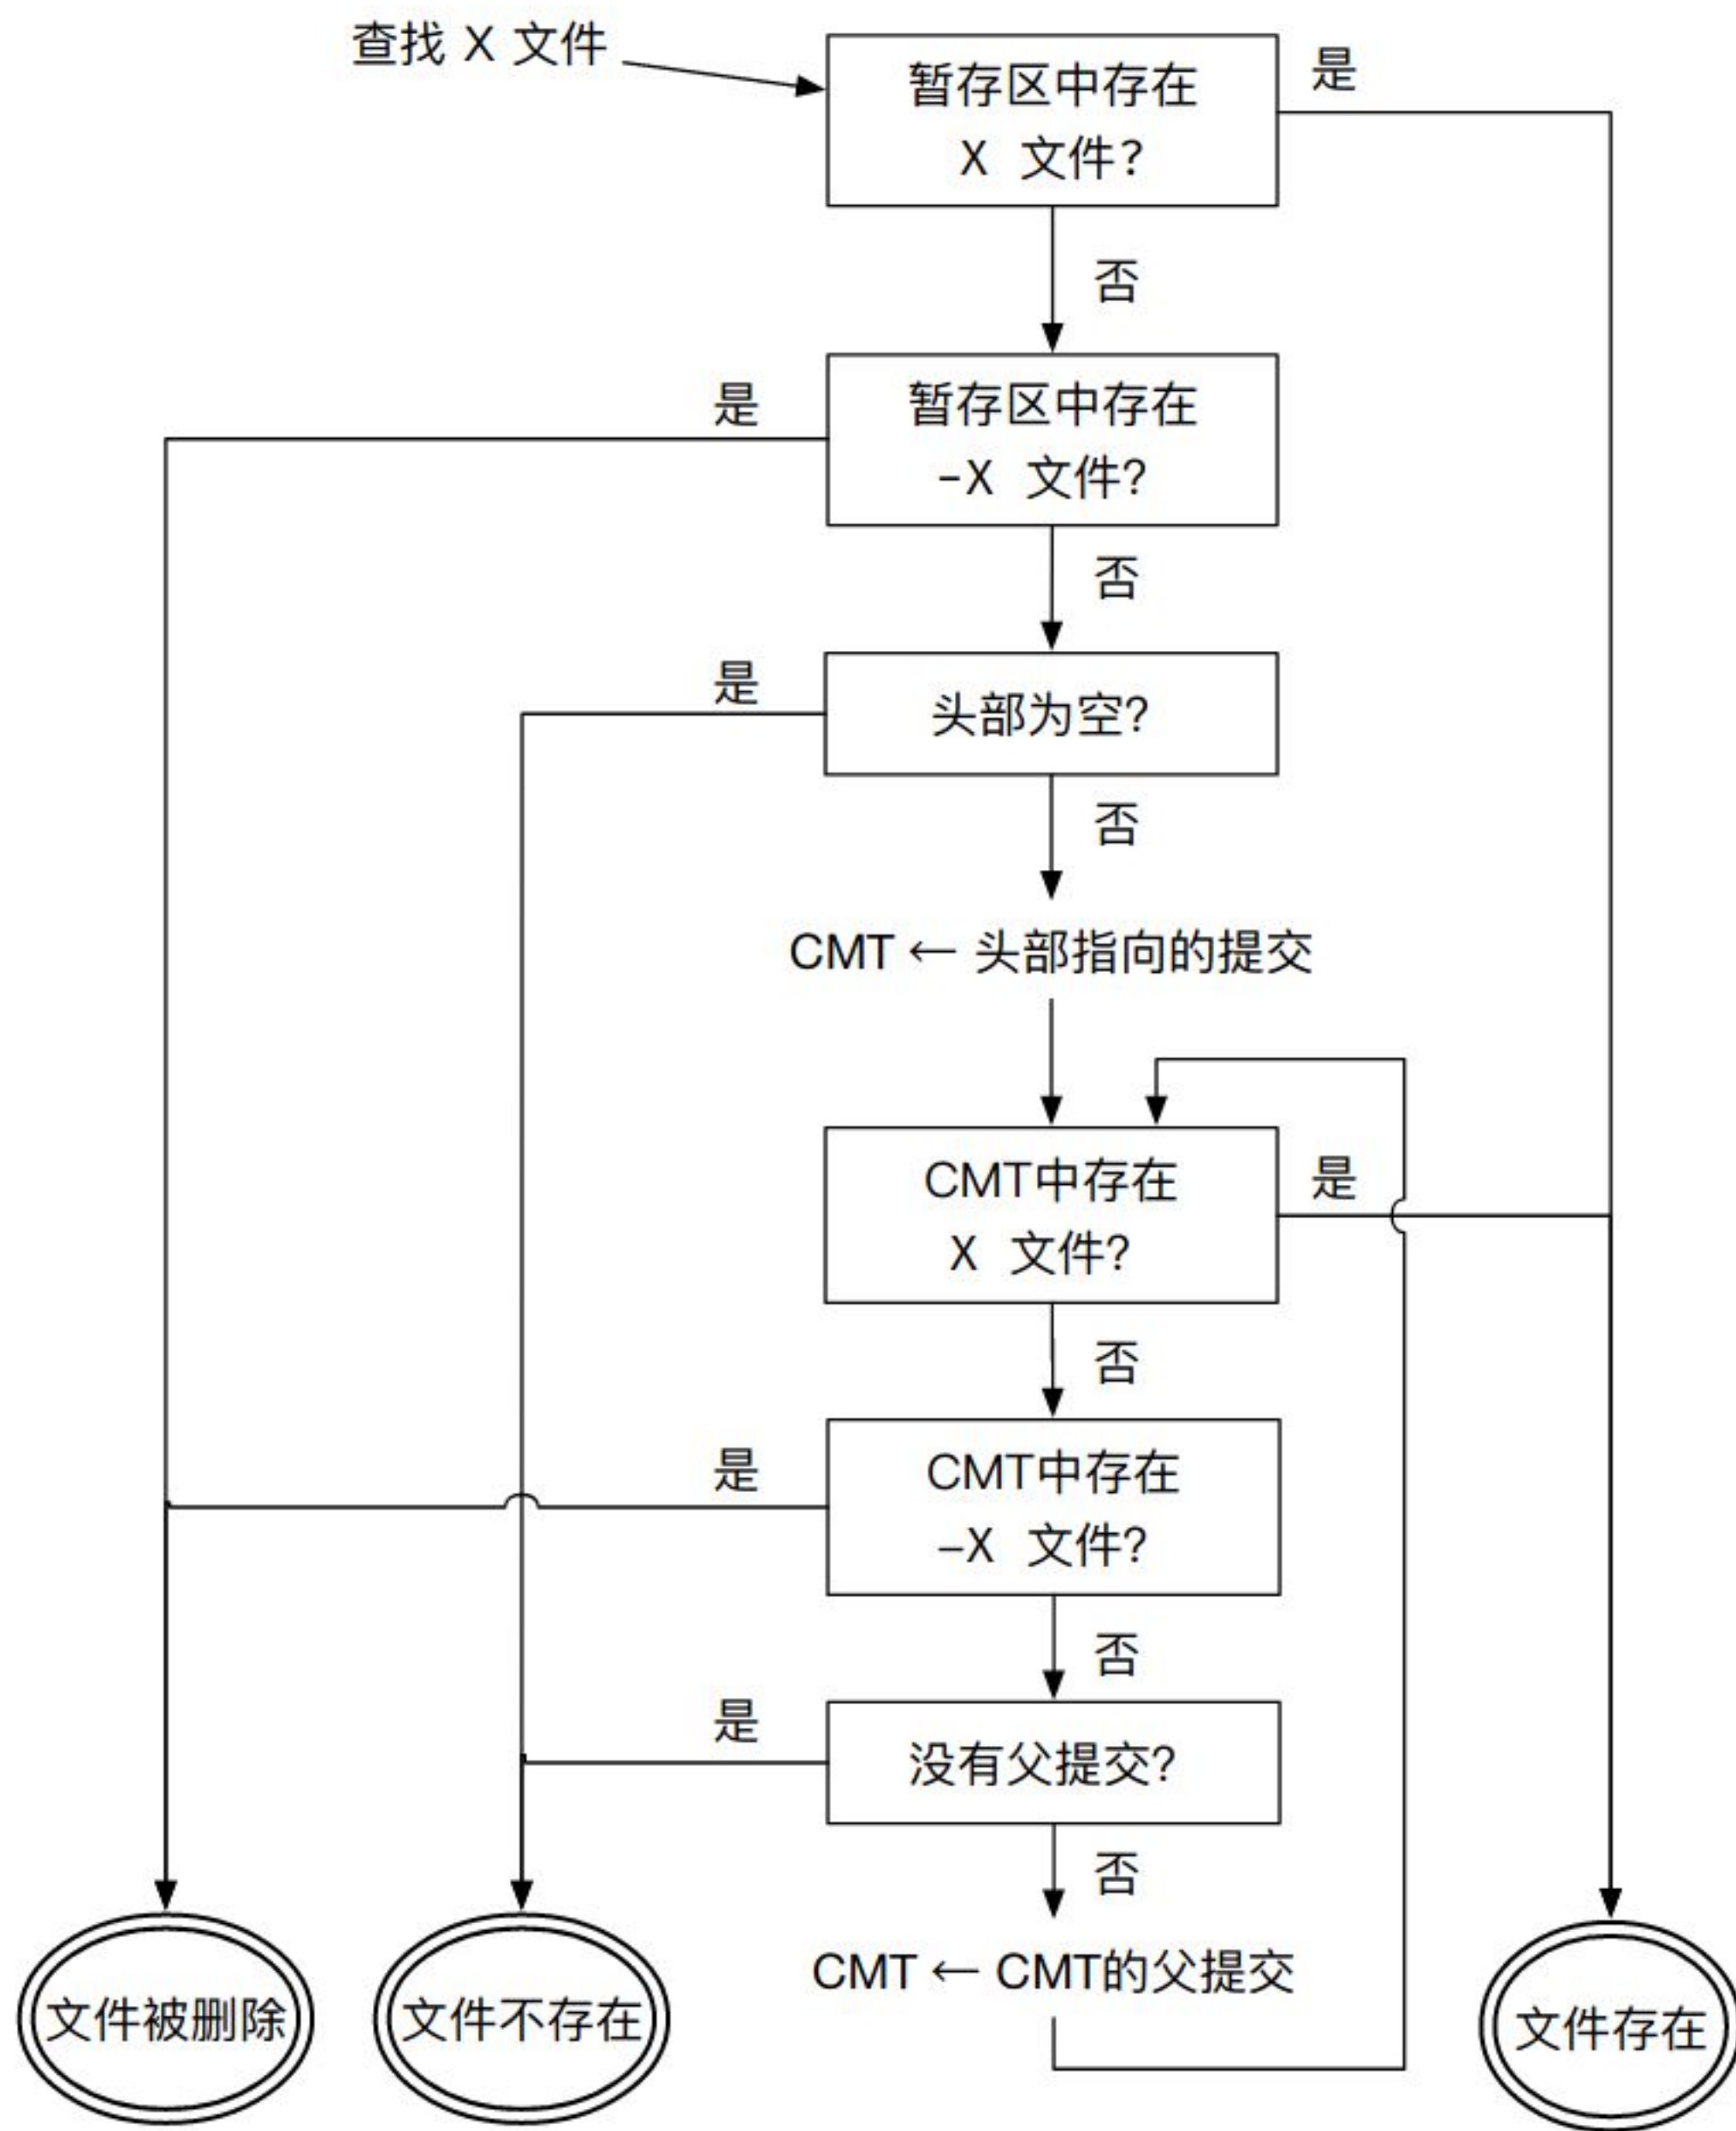 查找 X 文件
暂存区中存在
X 文件？
是
否
暂存区中存在
-X 文件?
是
否
头部为空?
是
否
CMT ← 头部指向的提交
CMT中存在
X 文件?
是
否
CMT中存在
–X 文件?
是
否
没有父提交?
是
否
CMT ← CMT的父提交
文件被删除
文件不存在
文件存在